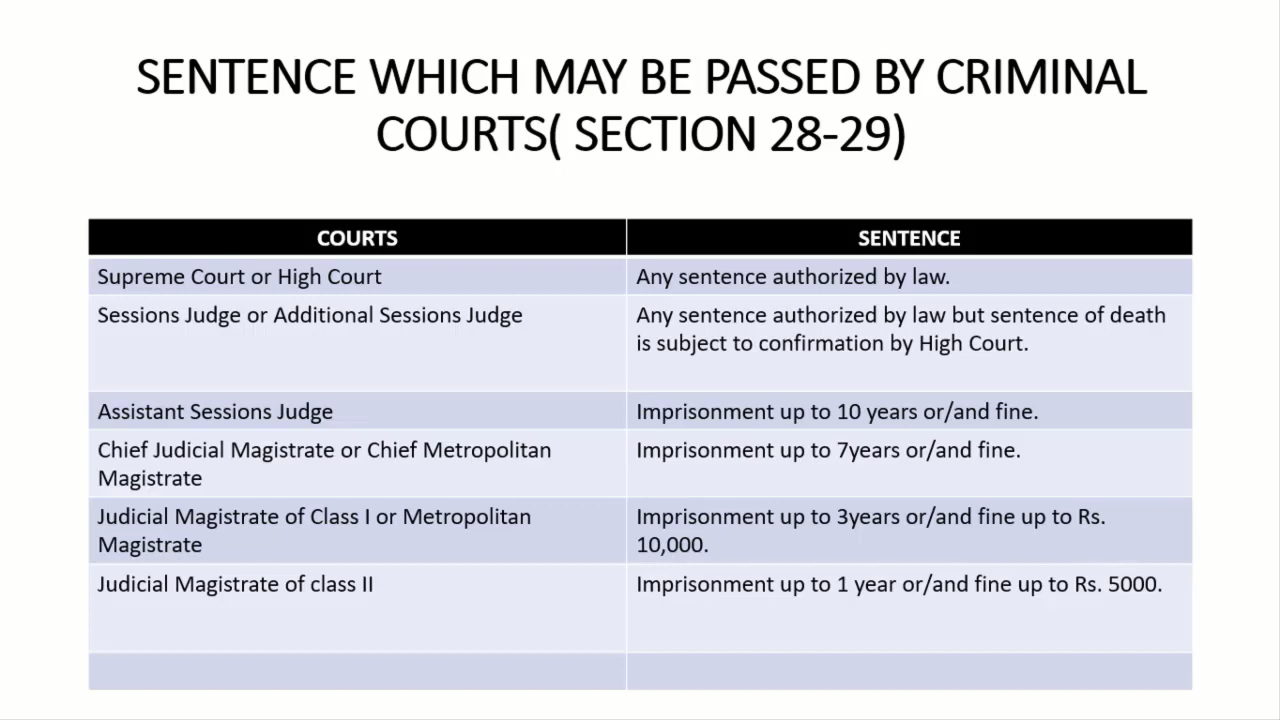 SENTENCE WHICH MAY BE PASSED BY CRIMINAL
COURTS( SECTION 28-29)
COURTS
SENTENCE
Supreme Court or High Court
Any sentence authorized by law.
Sessions Judge or Additional Sessions Judge
Any sentence authorized by law but sentence of death
is subject to confirmation by High Court.
Assistant Sessions Judge
Imprisonment up to 10 years or/and fine.
Chief Judicial Magistrate or Chief Metropolitan
Magistrate
Imprisonment up to 7years or/and fine.
Judicial Magistrate of Class I or Metropolitan
Magistrate
Imprisonment up to 3years or/and fine up to Rs.
10,000.
Judicial Magistrate of class II
Imprisonment up to 1 year or/and fine up to Rs. 5000.